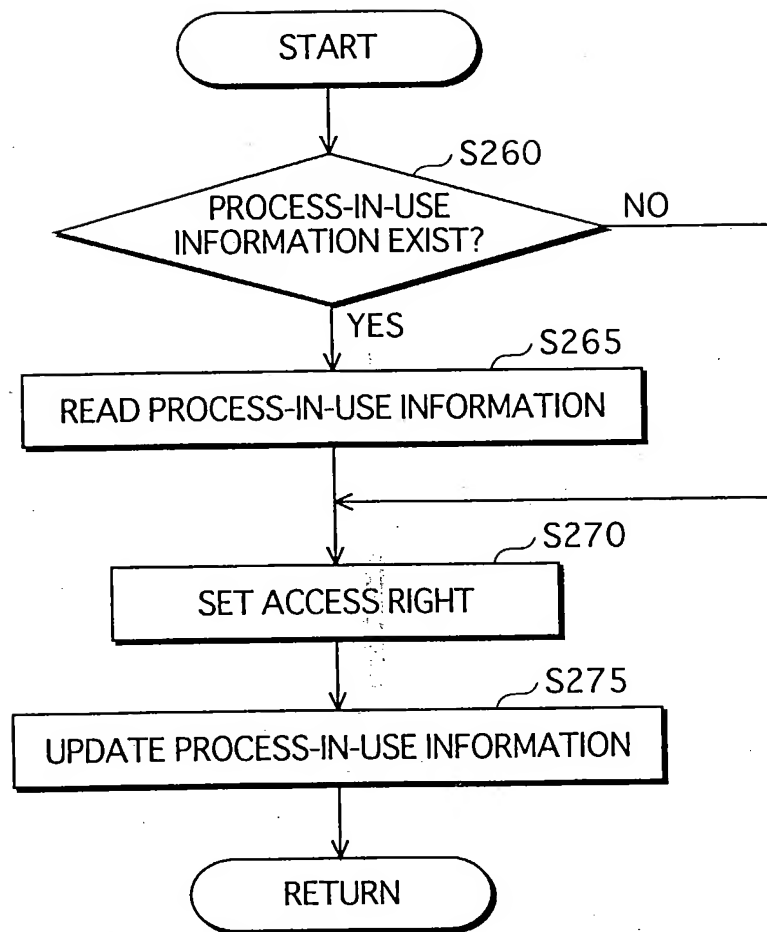 START
S260
PROCESS-IN-USE
INFORMATION EXIST?
NO
YES
S265
READ PROCESS-IN-USE INFORMATION
S270
SET ACCESS RIGHT
S275
UPDATE PROCESS-IN-USE INFORMATION
RETURN